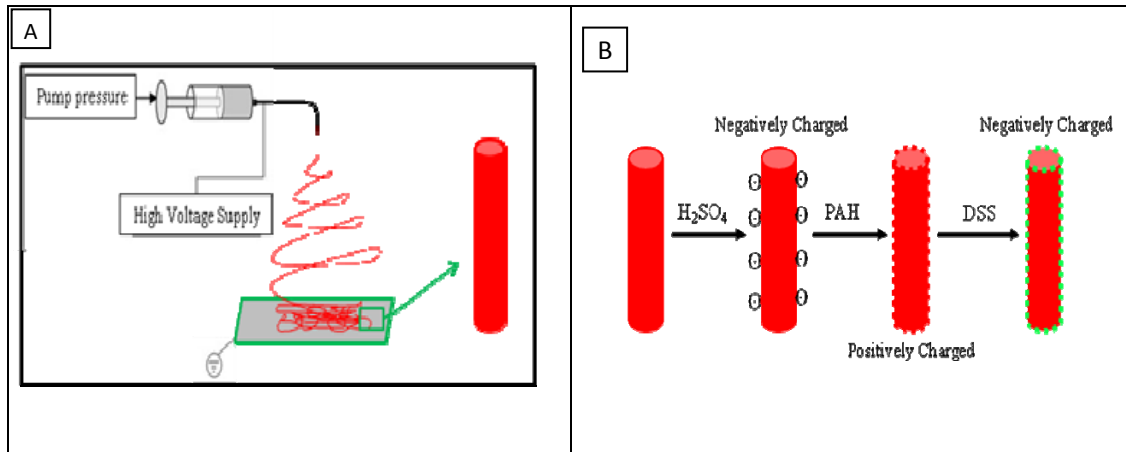 A
Pump pressure
High Voltage Supply
B
Negatively Charged
Negatively Charged
H₂SO₄
PAH
DSS
Positively Charged